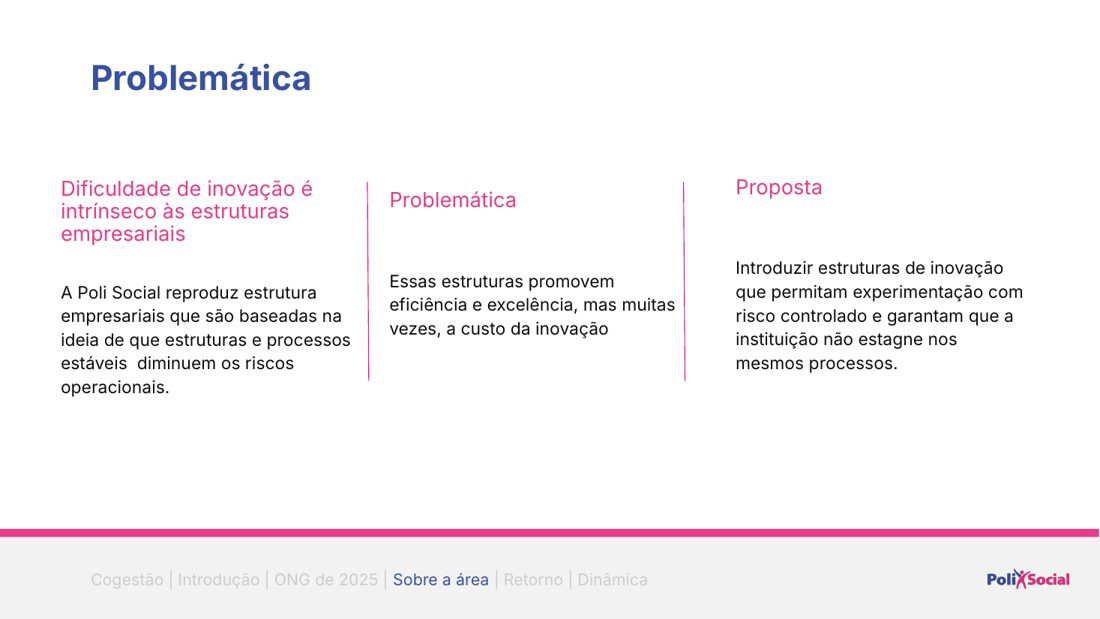 Problemática
Dificuldade de inovação é
intrínseco às estruturas
empresariais
A Poli Social reproduz estrutura
empresariais que são baseadas na
ideia de que estruturas e processos
estáveis  diminuem os riscos
operacionais.
Problemática
Essas estruturas promovem
eficiência e excelência, mas muitas
vezes, a custo da inovação
Proposta
Introduzir estruturas de inovação
que permitam experimentação com
risco controlado e garantam que a
instituição não estagne nos
mesmos processos.
Cogestão | Introdução | ONG de 2025 | Sobre a área | Retorno | Dinâmica
Poli Social